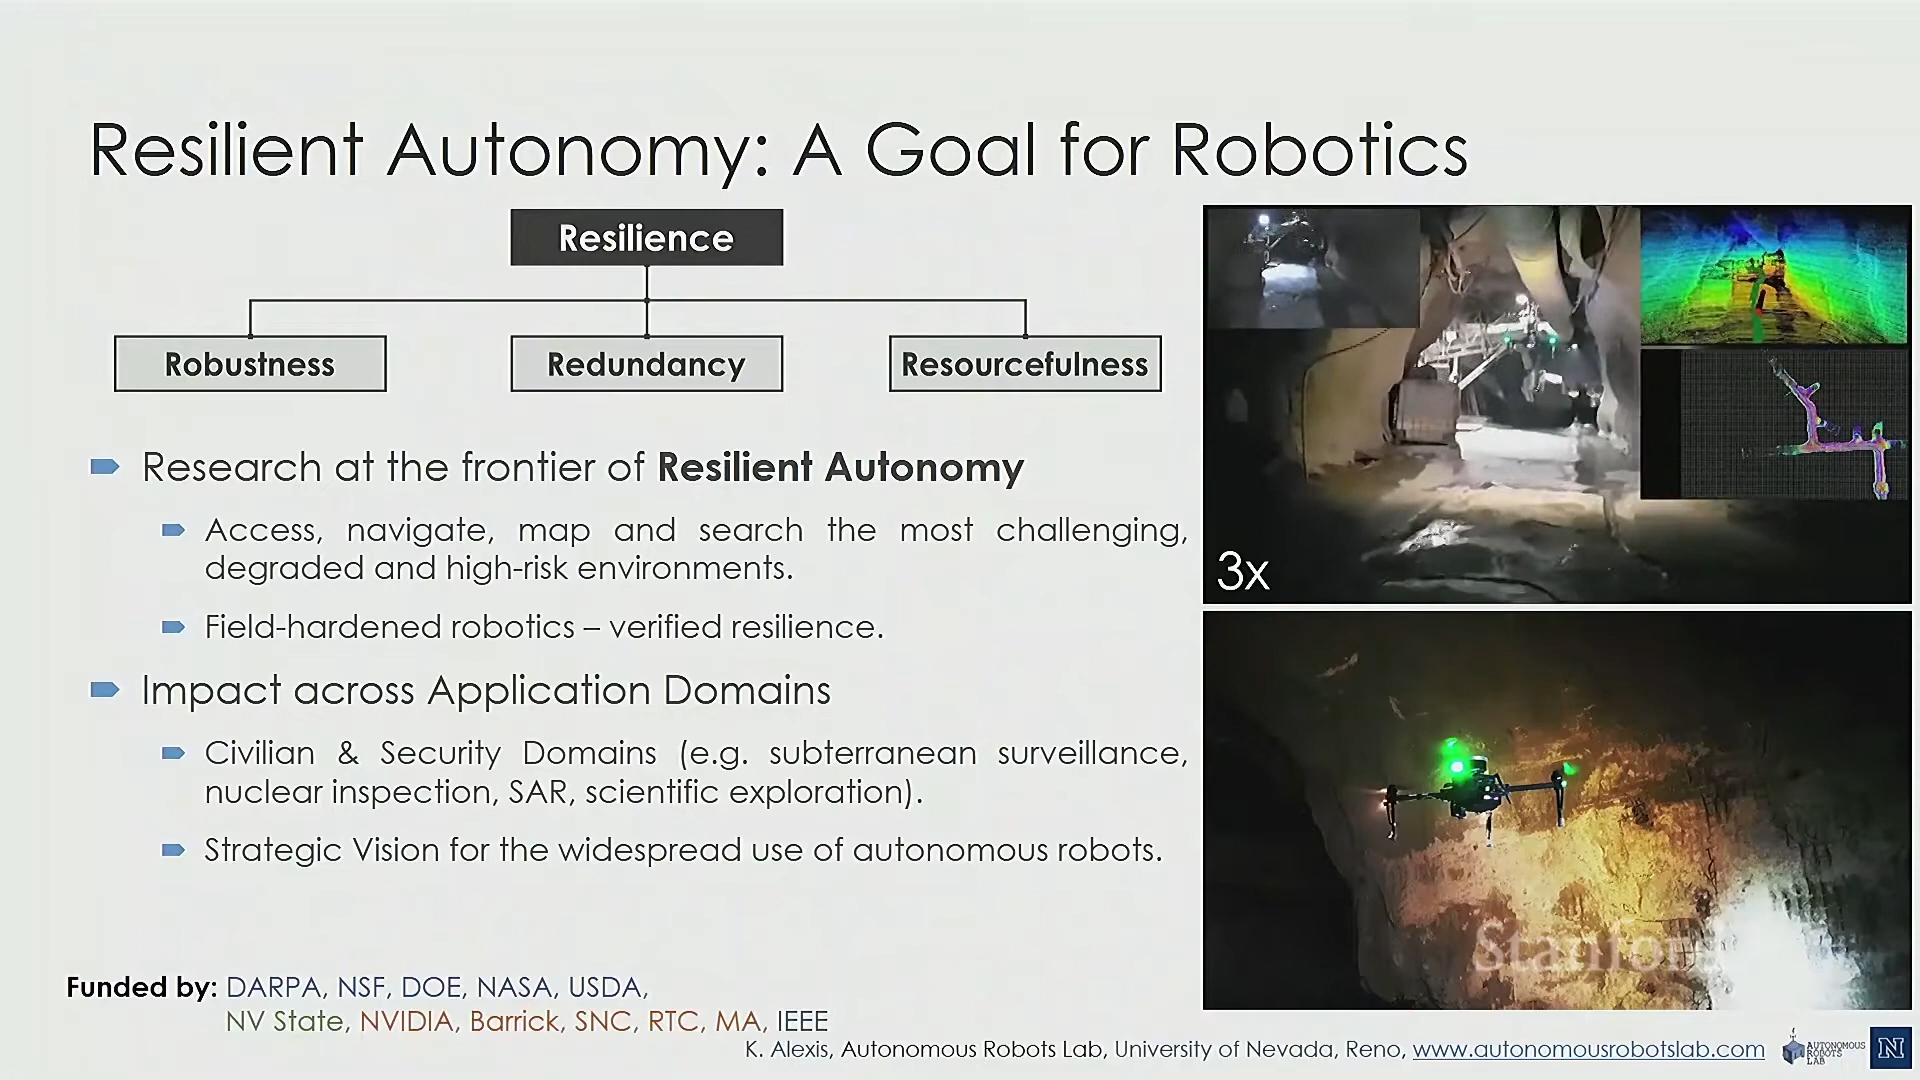 Resilient Autonomy: A Goal for Robotics
Resilience
Robustness
Redundancy
Resourcefulness
Research at the frontier of Resilient Autonomy
Access, navigate, map and search the most challenging,
degraded and high-risk environments.
Field-hardened robotics – verified resilience.
Impact across Application Domains
Civilian & Security Domains (e.g. subterranean surveillance,
nuclear inspection, SAR, scientific exploration).
Strategic Vision for the widespread use of autonomous robots.
3x
Funded by: DARPA, NSF, DOE, NASA, USDA,
NV State, NVIDIA, Barrick, SNC, RTC, MA, IEEE
K. Alexis, Autonomous Robots Lab, University of Nevada, Reno, www.autonomousrobotslab.com
AUTONOMOUS
ROBOTS
LAB
N